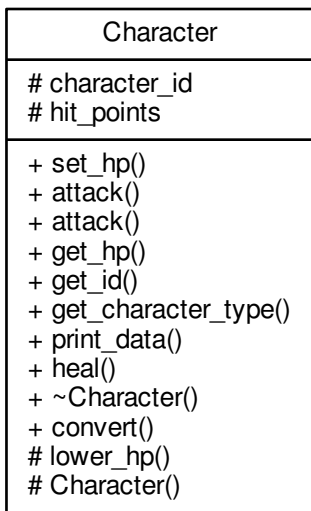 Character
# character_id
# hit_points
+ set_hp()
+ attack()
+ attack()
+ get_hp()
+ get_id()
+ get_character_type()
+ print_data()
+ heal()
+ ~Character()
+ convert()
# lower_hp()
# Character()